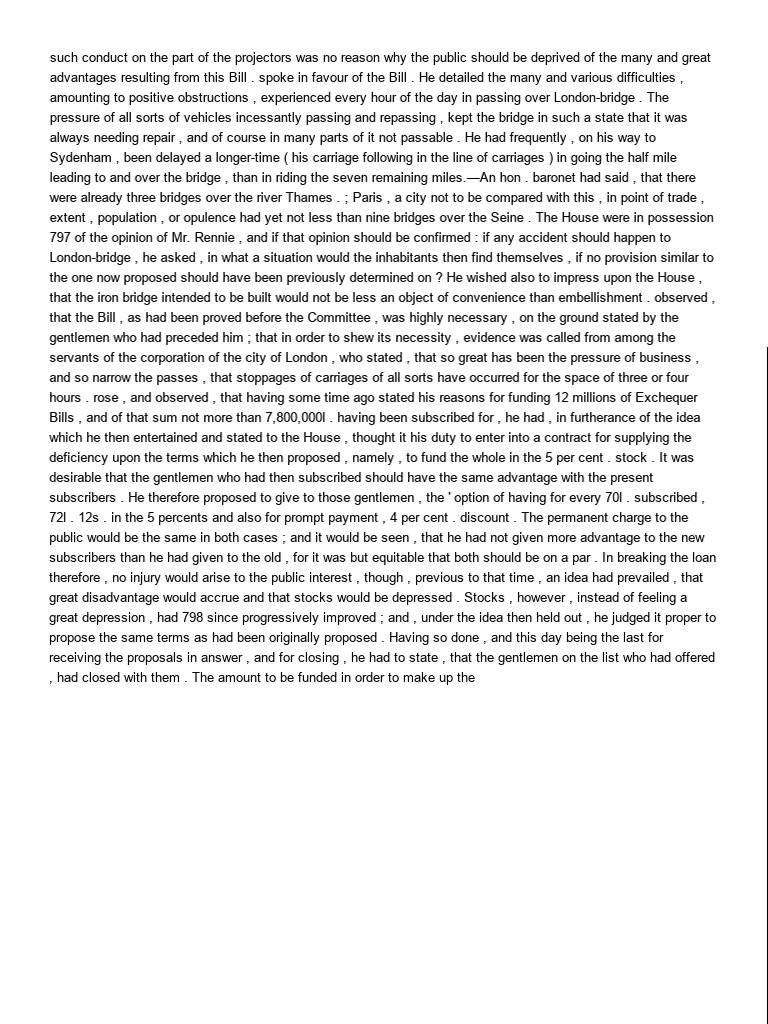 such conduct on the part of the projectors was no reason why the public should be deprived of the many and great
advantages resulting from this Bill . spoke in favour of the Bill . He detailed the many and various difficulties ,
amounting to positive obstructions , experienced every hour of the day in passing over London-bridge . The
pressure of all sorts of vehicles incessantly passing and repassing , kept the bridge in such a state that it was
always needing repair , and of course in many parts of it not passable . He had frequently , on his way to
Sydenham , been delayed a longer-time ( his carriage following in the line of carriages ) in going the half mile
leading to and over the bridge , than in riding the seven remaining miles.—An hon . baronet had said , that there
were already three bridges over the river Thames . ; Paris , a city not to be compared with this , in point of trade ,
extent , population , or opulence had yet not less than nine bridges over the Seine . The House were in possession
797 of the opinion of Mr. Rennie , and if that opinion should be confirmed : if any accident should happen to
London-bridge , he asked , in what a situation would the inhabitants then find themselves , if no provision similar to
the one now proposed should have been previously determined on ? He wished also to impress upon the House ,
that the iron bridge intended to be built would not be less an object of convenience than embellishment . observed ,
that the Bill , as had been proved before the Committee , was highly necessary , on the ground stated by the
gentlemen who had preceded him ; that in order to shew its necessity , evidence was called from among the
servants of the corporation of the city of London , who stated , that so great has been the pressure of business ,
and so narrow the passes , that stoppages of carriages of all sorts have occurred for the space of three or four
hours . rose , and observed , that having some time ago stated his reasons for funding 12 millions of Exchequer
Bills , and of that sum not more than 7,800,000l . having been subscribed for , he had , in furtherance of the idea
which he then entertained and stated to the House , thought it his duty to enter into a contract for supplying the
deficiency upon the terms which he then proposed , namely , to fund the whole in the 5 per cent . stock . It was
desirable that the gentlemen who had then subscribed should have the same advantage with the present
subscribers . He therefore proposed to give to those gentlemen , the ' option of having for every 70l . subscribed ,
72l . 12s . in the 5 percents and also for prompt payment , 4 per cent . discount . The permanent charge to the
public would be the same in both cases ; and it would be seen , that he had not given more advantage to the new
subscribers than he had given to the old , for it was but equitable that both should be on a par . In breaking the loan
therefore , no injury would arise to the public interest , though , previous to that time , an idea had prevailed , that
great disadvantage would accrue and that stocks would be depressed . Stocks , however , instead of feeling a
great depression , had 798 since progressively improved ; and , under the idea then held out , he judged it proper to
propose the same terms as had been originally proposed . Having so done , and this day being the last for
receiving the proposals in answer , and for closing , he had to state , that the gentlemen on the list who had offered
, had closed with them . The amount to be funded in order to make up the